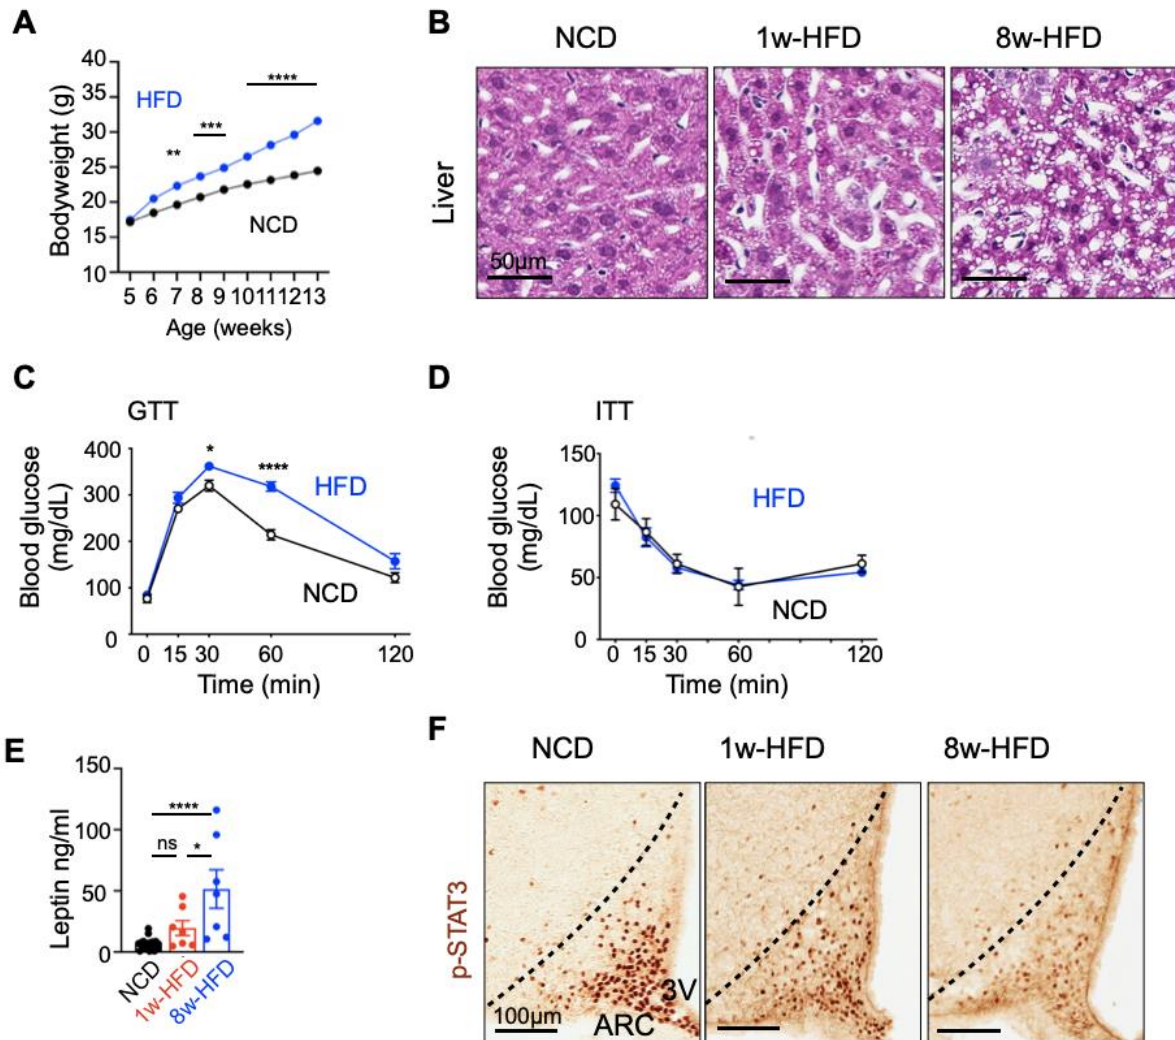 A
Bodyweight (g)
40
35
30
25
20
15
10
HFD
**
***
****
NCD
5 6 7 8 9 10 11 12 13
Age (weeks)
B
NCD 1w-HFD 8w-HFD
Liver
50µm
C
GTT
Blood glucose
(mg/dL)
400
300
200
100
0
*
****
HFD
NCD
0 15 30 60 120
Time (min)
D
ITT
Blood glucose
(mg/dL)
150
100
50
0
HFD
NCD
0 15 30 60 120
Time (min)
E
Leptin ng/ml
150
100
50
0
****
ns *
NCD
1w-HFD
8w-HFD
F
NCD 1w-HFD 8w-HFD
p-STAT3
3V
100µm ARC